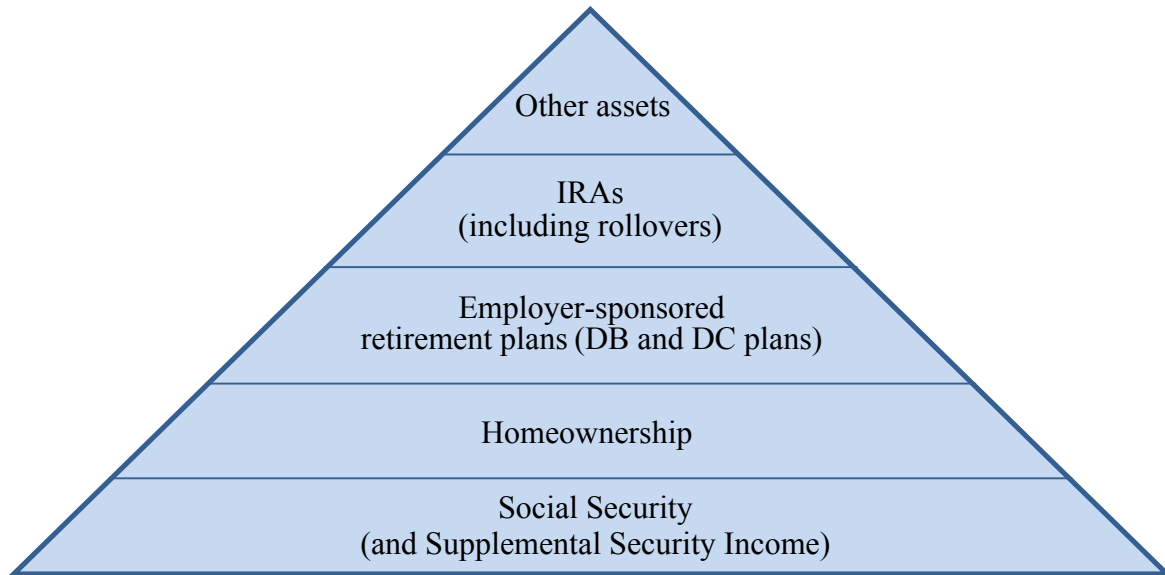 Other assets
IRAs
(including rollovers)
Employer-sponsored
retirement plans (DB and DC plans)
Homeownership
Social Security
(and Supplemental Security Income)